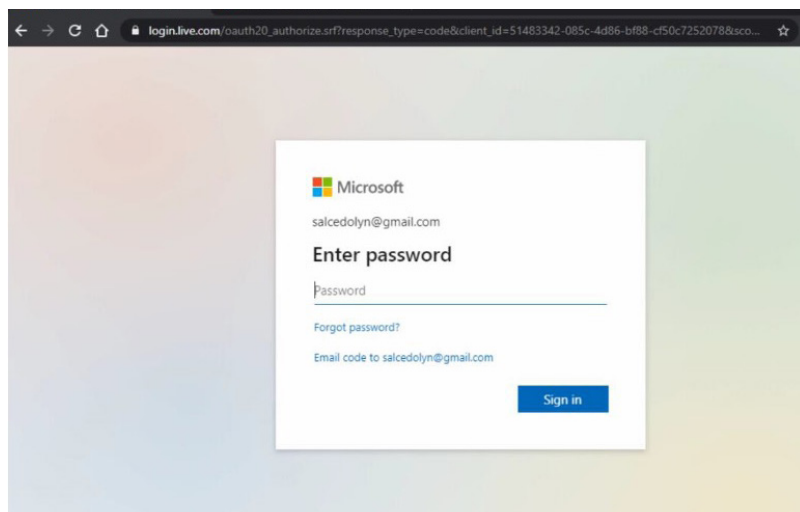 login.live.com/oauth20_authorize.srf?response_type=code&client_id=51483342-085c-4d86-bf88-cf50c7252078&sco...
Microsoft
salcedolyn@gmail.com
Enter password
Password
Forgot password?
Email code to salcedolyn@gmail.com
Sign in